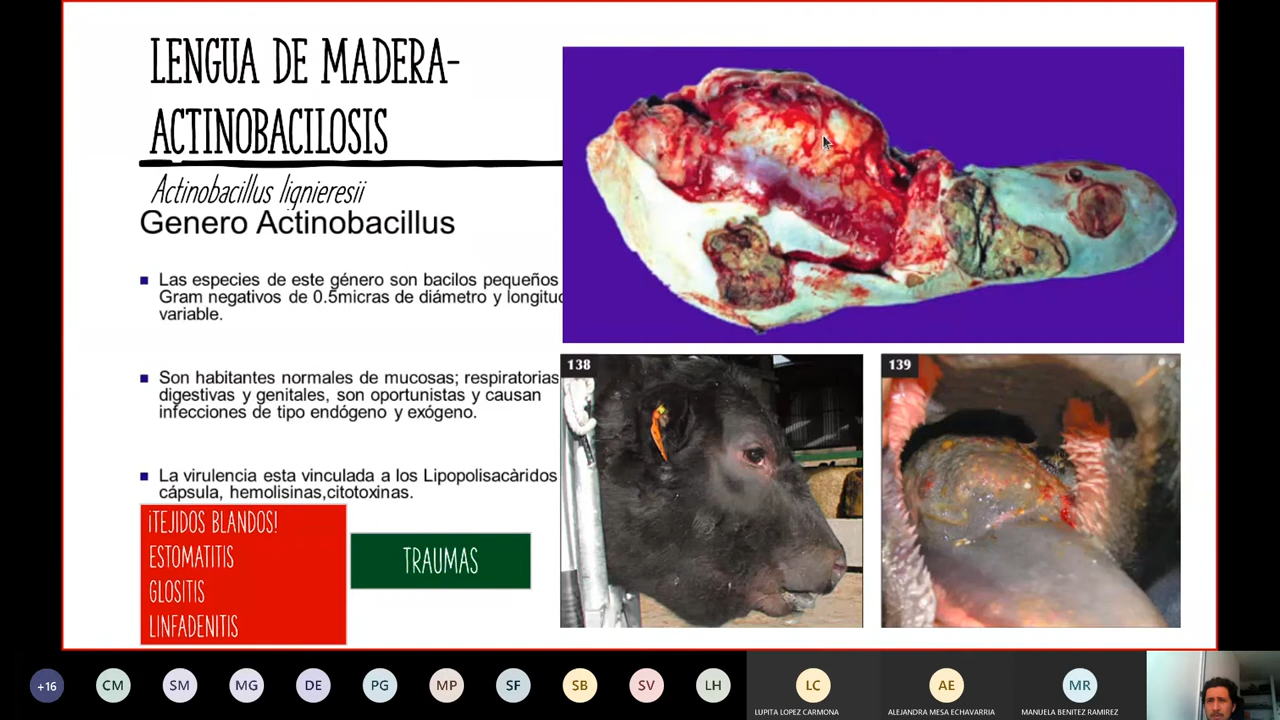 LENGUA DE MADERA-
ACTINOBACILOSIS
Actinobacillus lignieresii
Genero Actinobacillus
Las especies de este género son bacilos pequeños
Gram negativos de 0.5micras de diámetro y longitud
variable.
Son habitantes normales de mucosas; respiratorias
digestivas y genitales, son oportunistas y causan
infecciones de tipo endógeno y exógeno.
La virulencia esta vinculada a los Lipopolisacàridos
cápsula, hemolisinas,citotoxinas.
¡TEJIDOS BLANDOS!
ESTOMATITIS
GLOSITIS
LINFADENITIS
TRAUMAS
138
139
+16
CM
SM
MG
DE
PG
MP
SF
SB
SV
LH
LC
AE
MR
LUPITA LOPEZ CARMONA
ALEJANDRA MESA ECHAVARRIA
MANUELA BENITEZ RAMIREZ